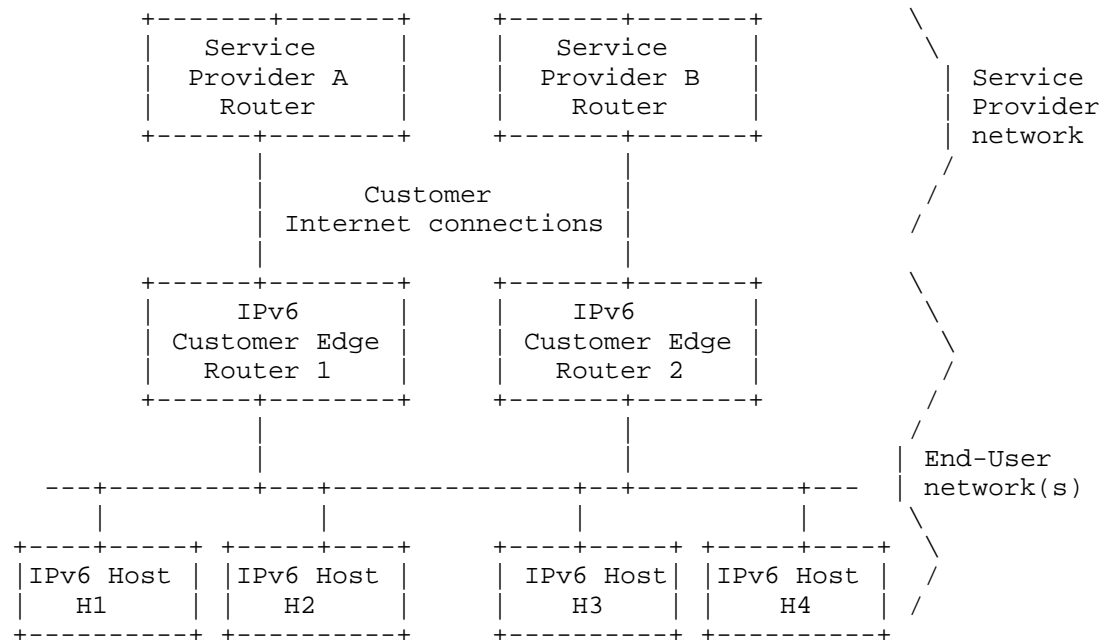 Service Service
Provider A Provider B Service
Router Router Provider
network
Customer
Internet connections
IPv6 IPv6
Customer Edge Customer Edge
Router 1 Router 2
End-User
network(s)
IPv6 Host IPv6 Host IPv6 Host IPv6 Host
H1 H2 H3 H4